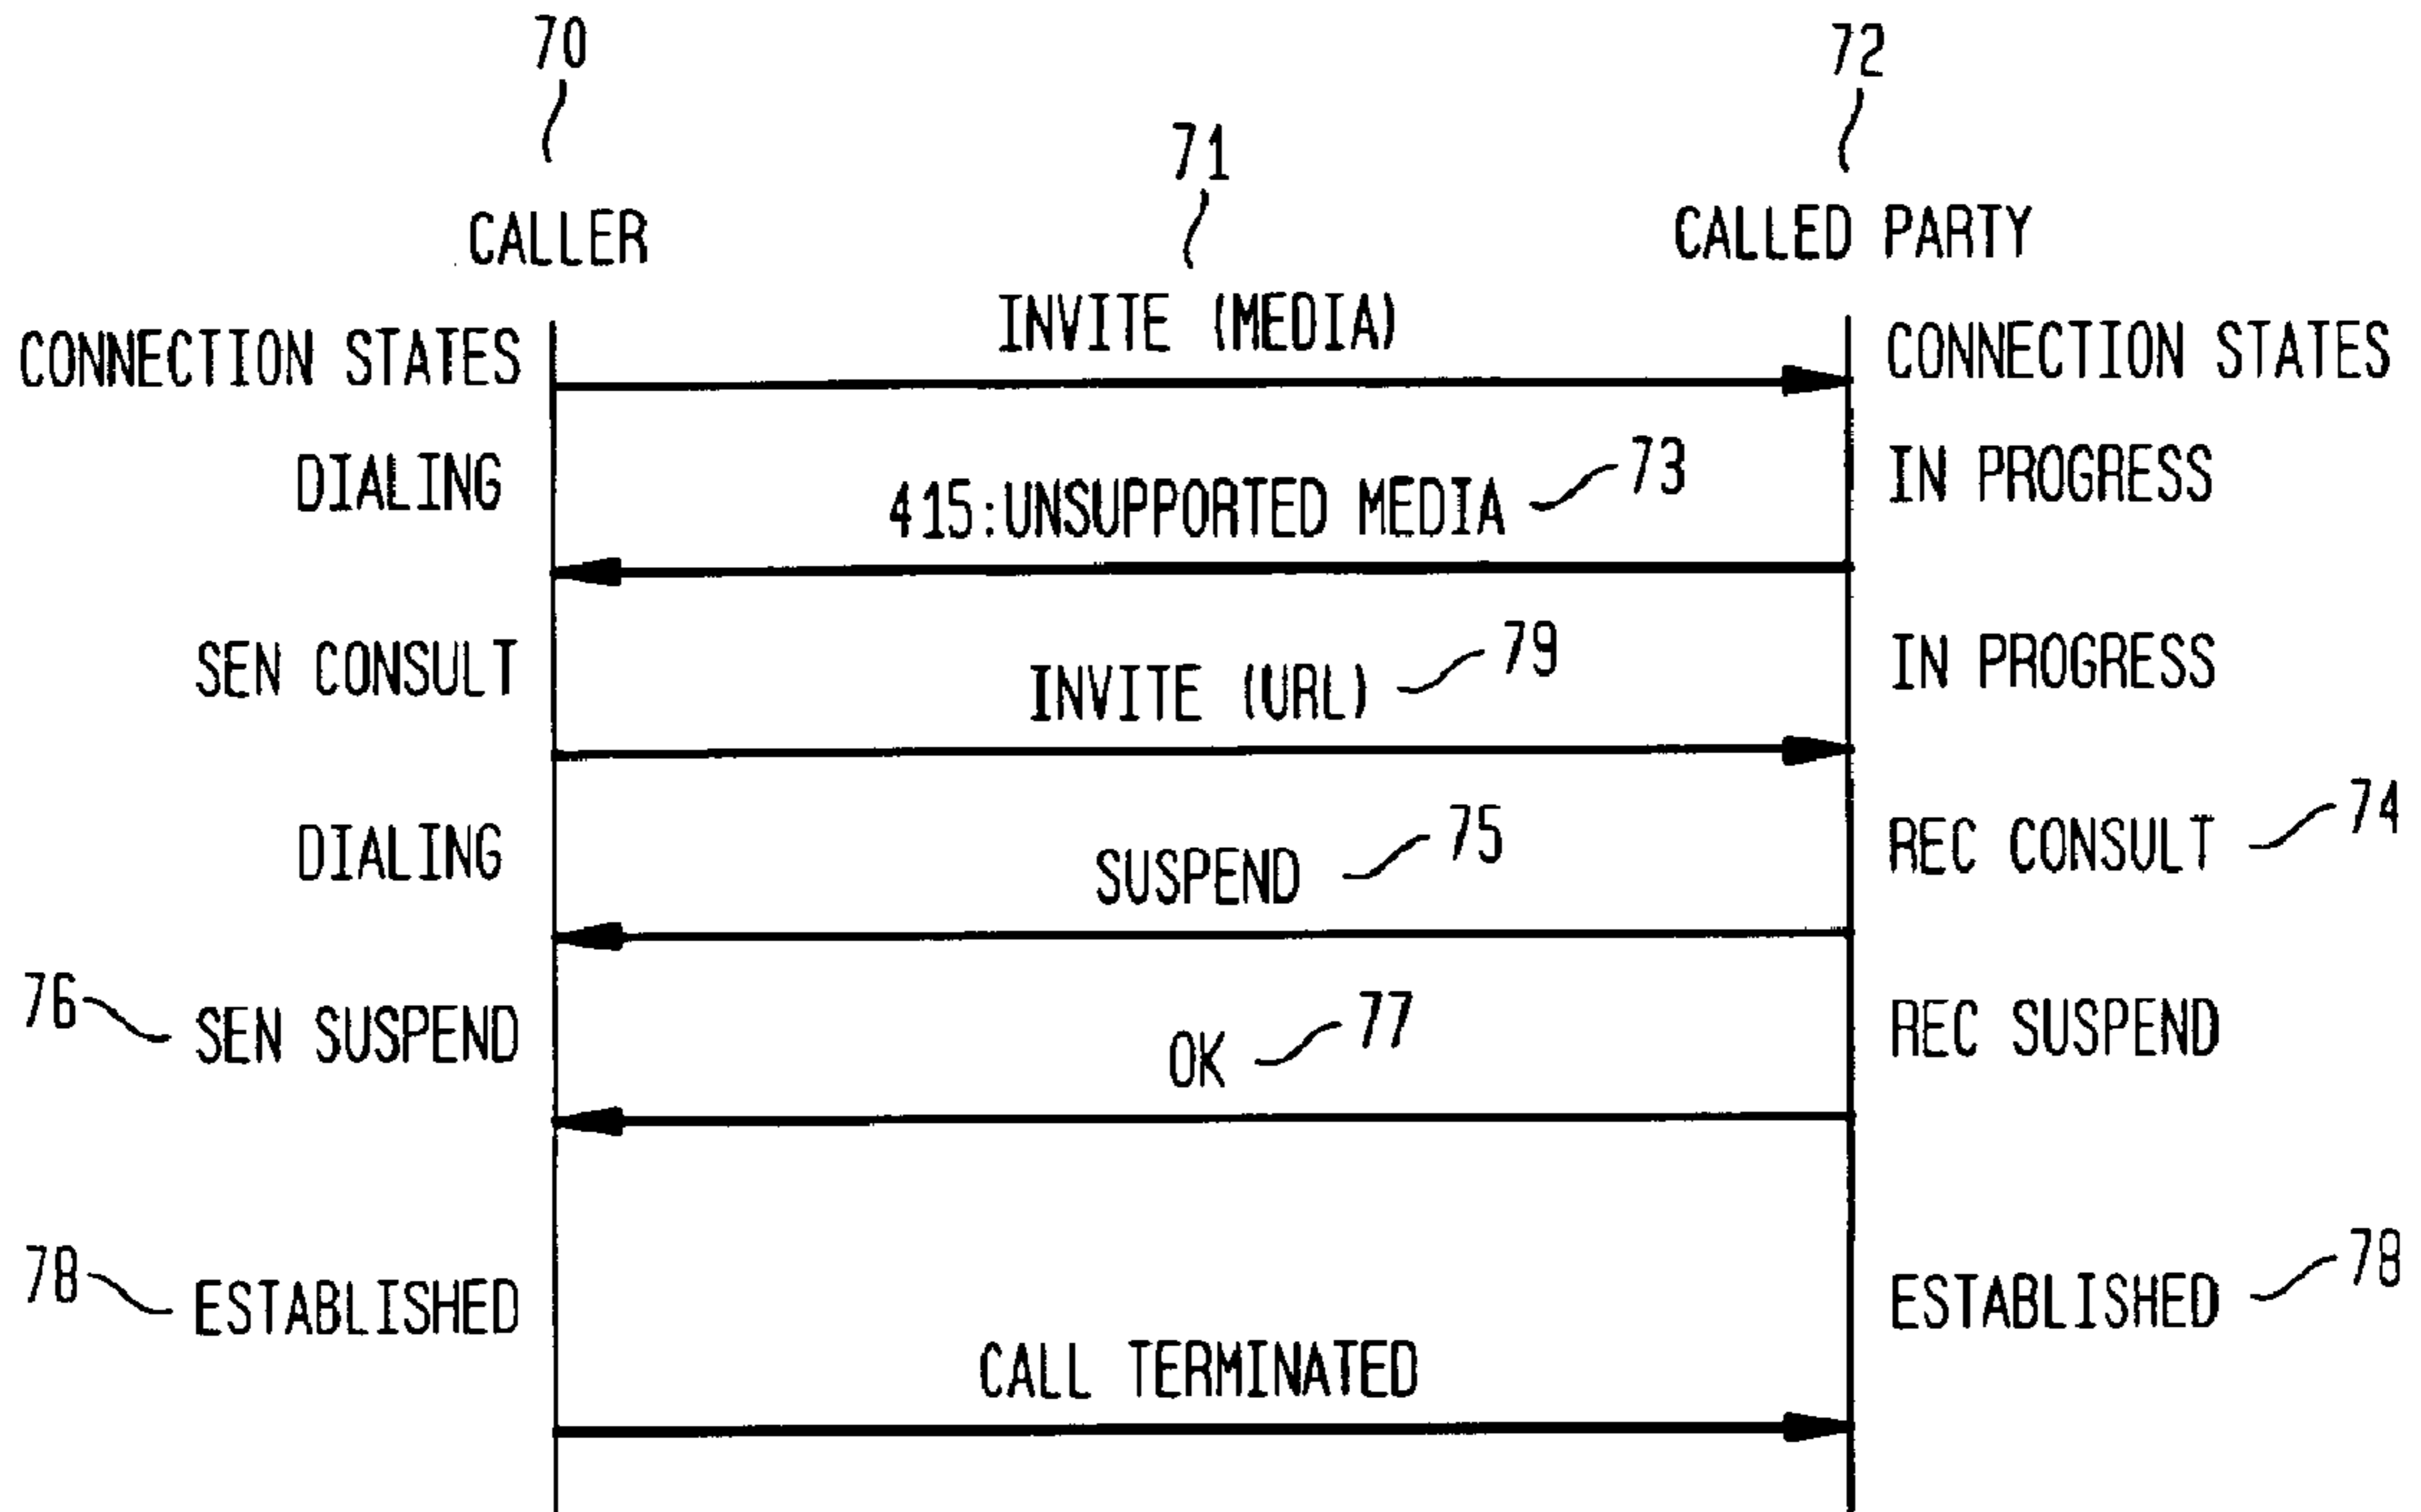 70
72
71
CALLER
CALLED PARTY
INVITE (MEDIA)
CONNECTION STATES
CONNECTION STATES
DIALING
415:UNSUPPORTED MEDIA
73
IN PROGRESS
SEN CONSULT
INVITE (URL)
79
IN PROGRESS
DIALING
SUSPEND
75
REC CONSULT
74
76
SEN SUSPEND
OK
77
REC SUSPEND
78
ESTABLISHED
ESTABLISHED
78
CALL TERMINATED